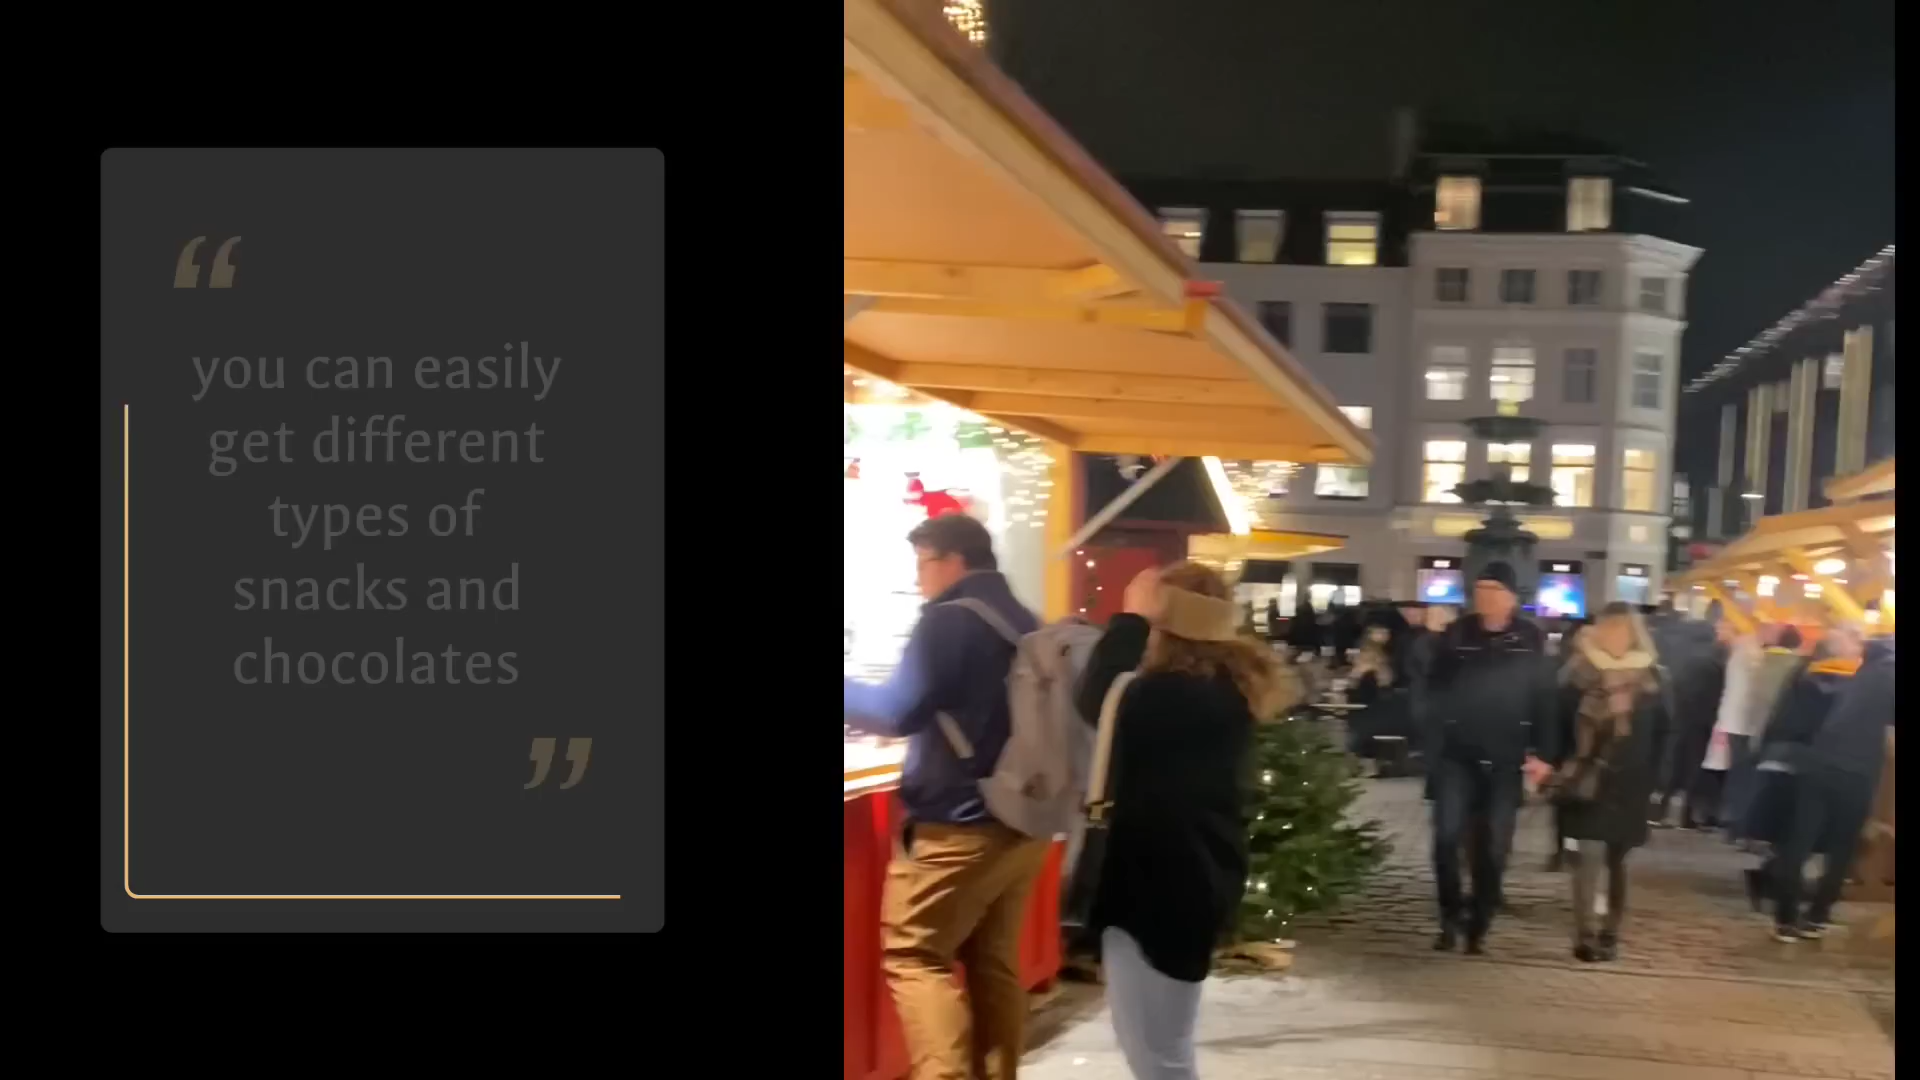 “
you can easily
get different
types of
snacks and
chocolates
”